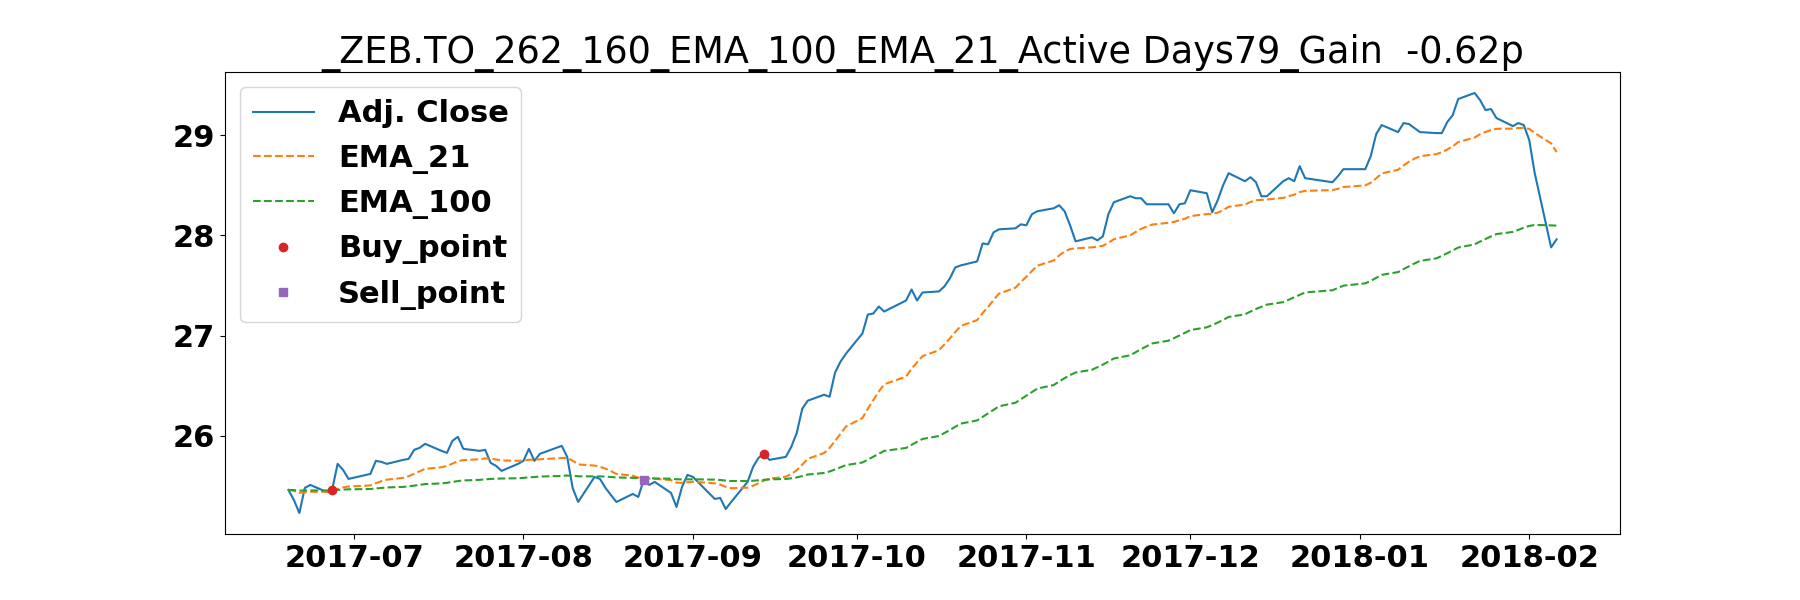 _ZEB.TO_262_160_EMA_100_EMA_21_Active Days79_Gain  -0.62p
Adj. Close
EMA_21
EMA_100
Buy_point
Sell_point
29
28
27
26
2017-07 2017-08 2017-09 2017-10 2017-11 2017-12 2018-01 2018-02